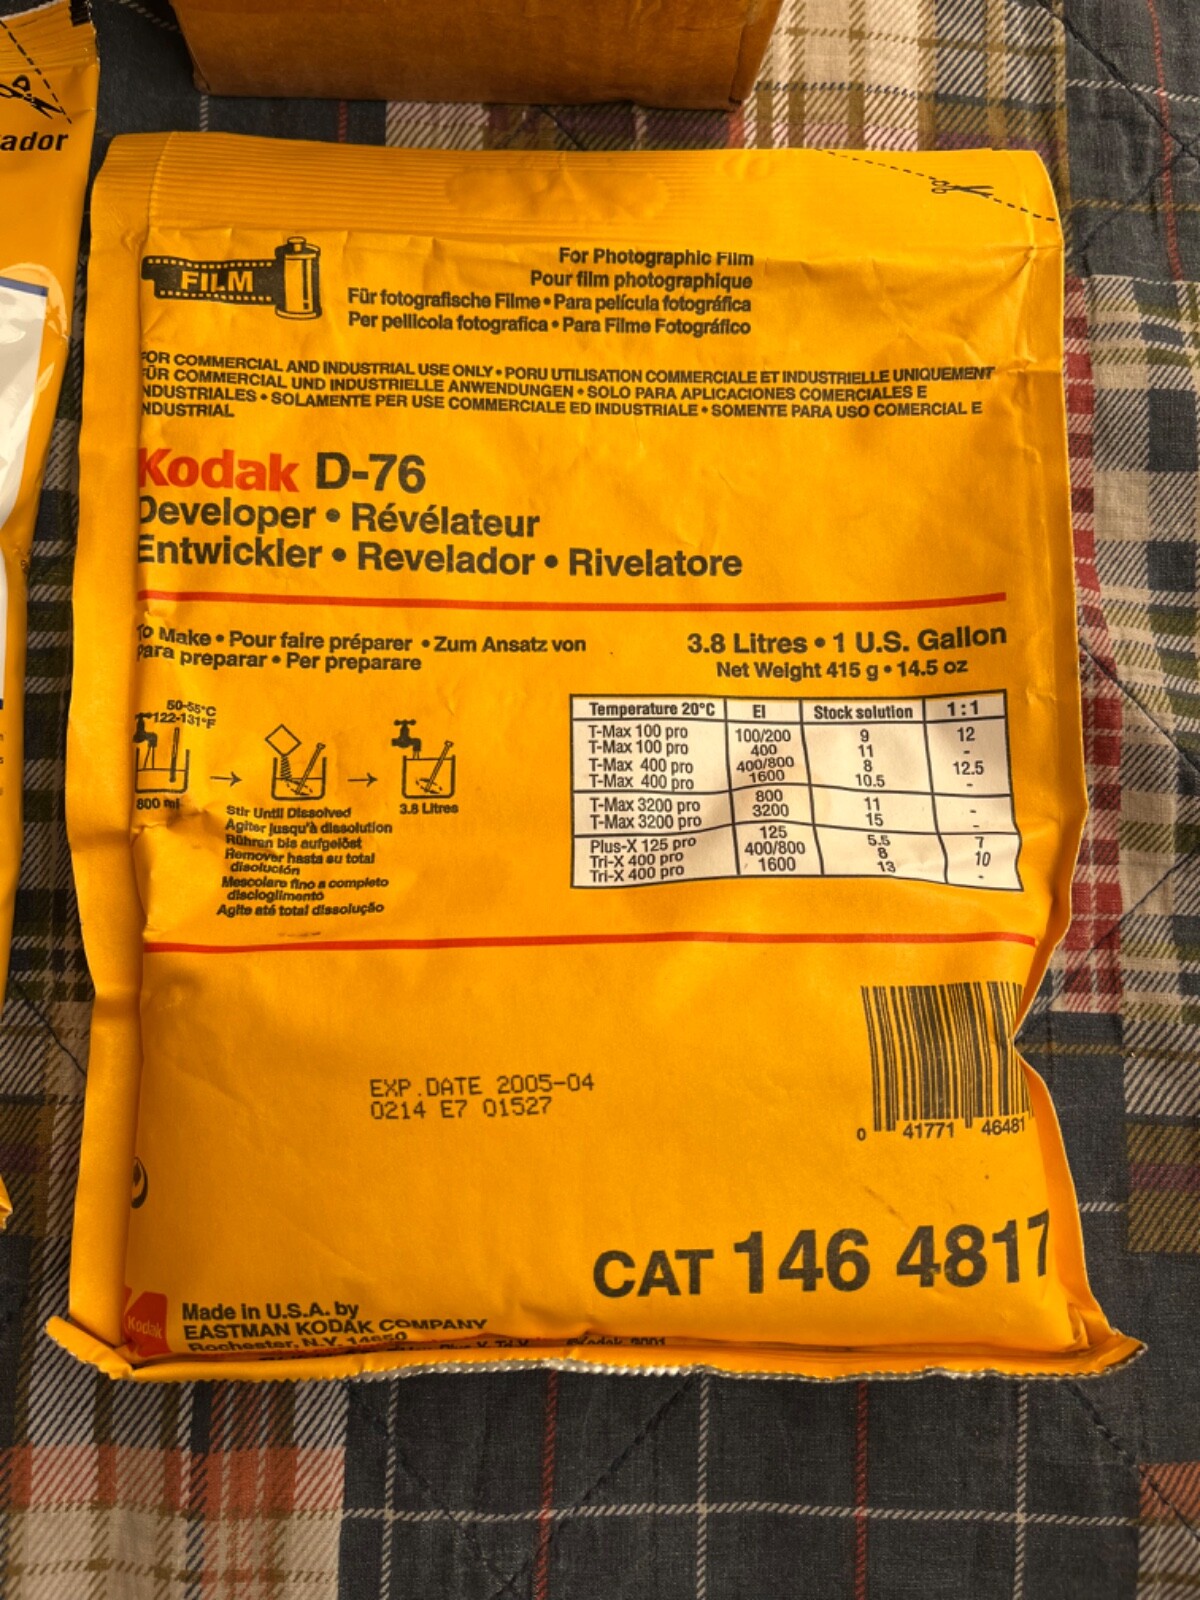 ador
FILM
For Photographic Film
Pour film photographique
Für fotografische Filme • Para película fotográfica
Per pellicola fotografica • Para Filme Fotográfico
FOR COMMERCIAL AND INDUSTRIAL USE ONLY • PORU UTILISATION COMMERCIALE ET INDUSTRIELLE UNIQUEMENT
FÜR COMMERCIAL UND INDUSTRIELLE ANWENDUNGEN • SOLO PARA APLICACIONES COMERCIALES E
NDUSTRIALES • SOLAMENTE PER USE COMMERCIALE ED INDUSTRIALE • SOMENTE PARA USO COMERCIAL E
NDUSTRIAL
Kodak D-76
Developer • Révélateur
Entwickler • Revelador • Rivelatore
To Make • Pour faire préparer • Zum Ansatz von
Para preparar • Per preparare
3.8 Litres • 1 U.S. Gallon
Net Weight 415 g • 14.5 oz
50-55°C
122-131°F
800 ml
Stir Until Dissolved
Agiter jusqu'à dissolution
Rühren bis aufgelöst
Remover hasta su total
disolución
Mescolare fino a completo
discioglimento
Agite até total dissolução
3.8 Litres
Temperature 20°C EI Stock solution 1:1
T-Max 100 pro 100/200 9 12
T-Max 100 pro 400 11 -
T-Max 400 pro 400/800 8 12.5
T-Max 400 pro 1600 10.5 -
T-Max 3200 pro 800 11 -
T-Max 3200 pro 3200 15 -
Plus-X 125 pro 125 5.5 7
Tri-X 400 pro 400/800 8 10
Tri-X 400 pro 1600 13 -
EXP.DATE 2005-04
0214 E7 01527
0 41771 46481
CAT 146 4817
Kodak
Made in U.S.A. by
EASTMAN KODAK COMPANY
Rochester, N.Y. 14650
Kodak 2001